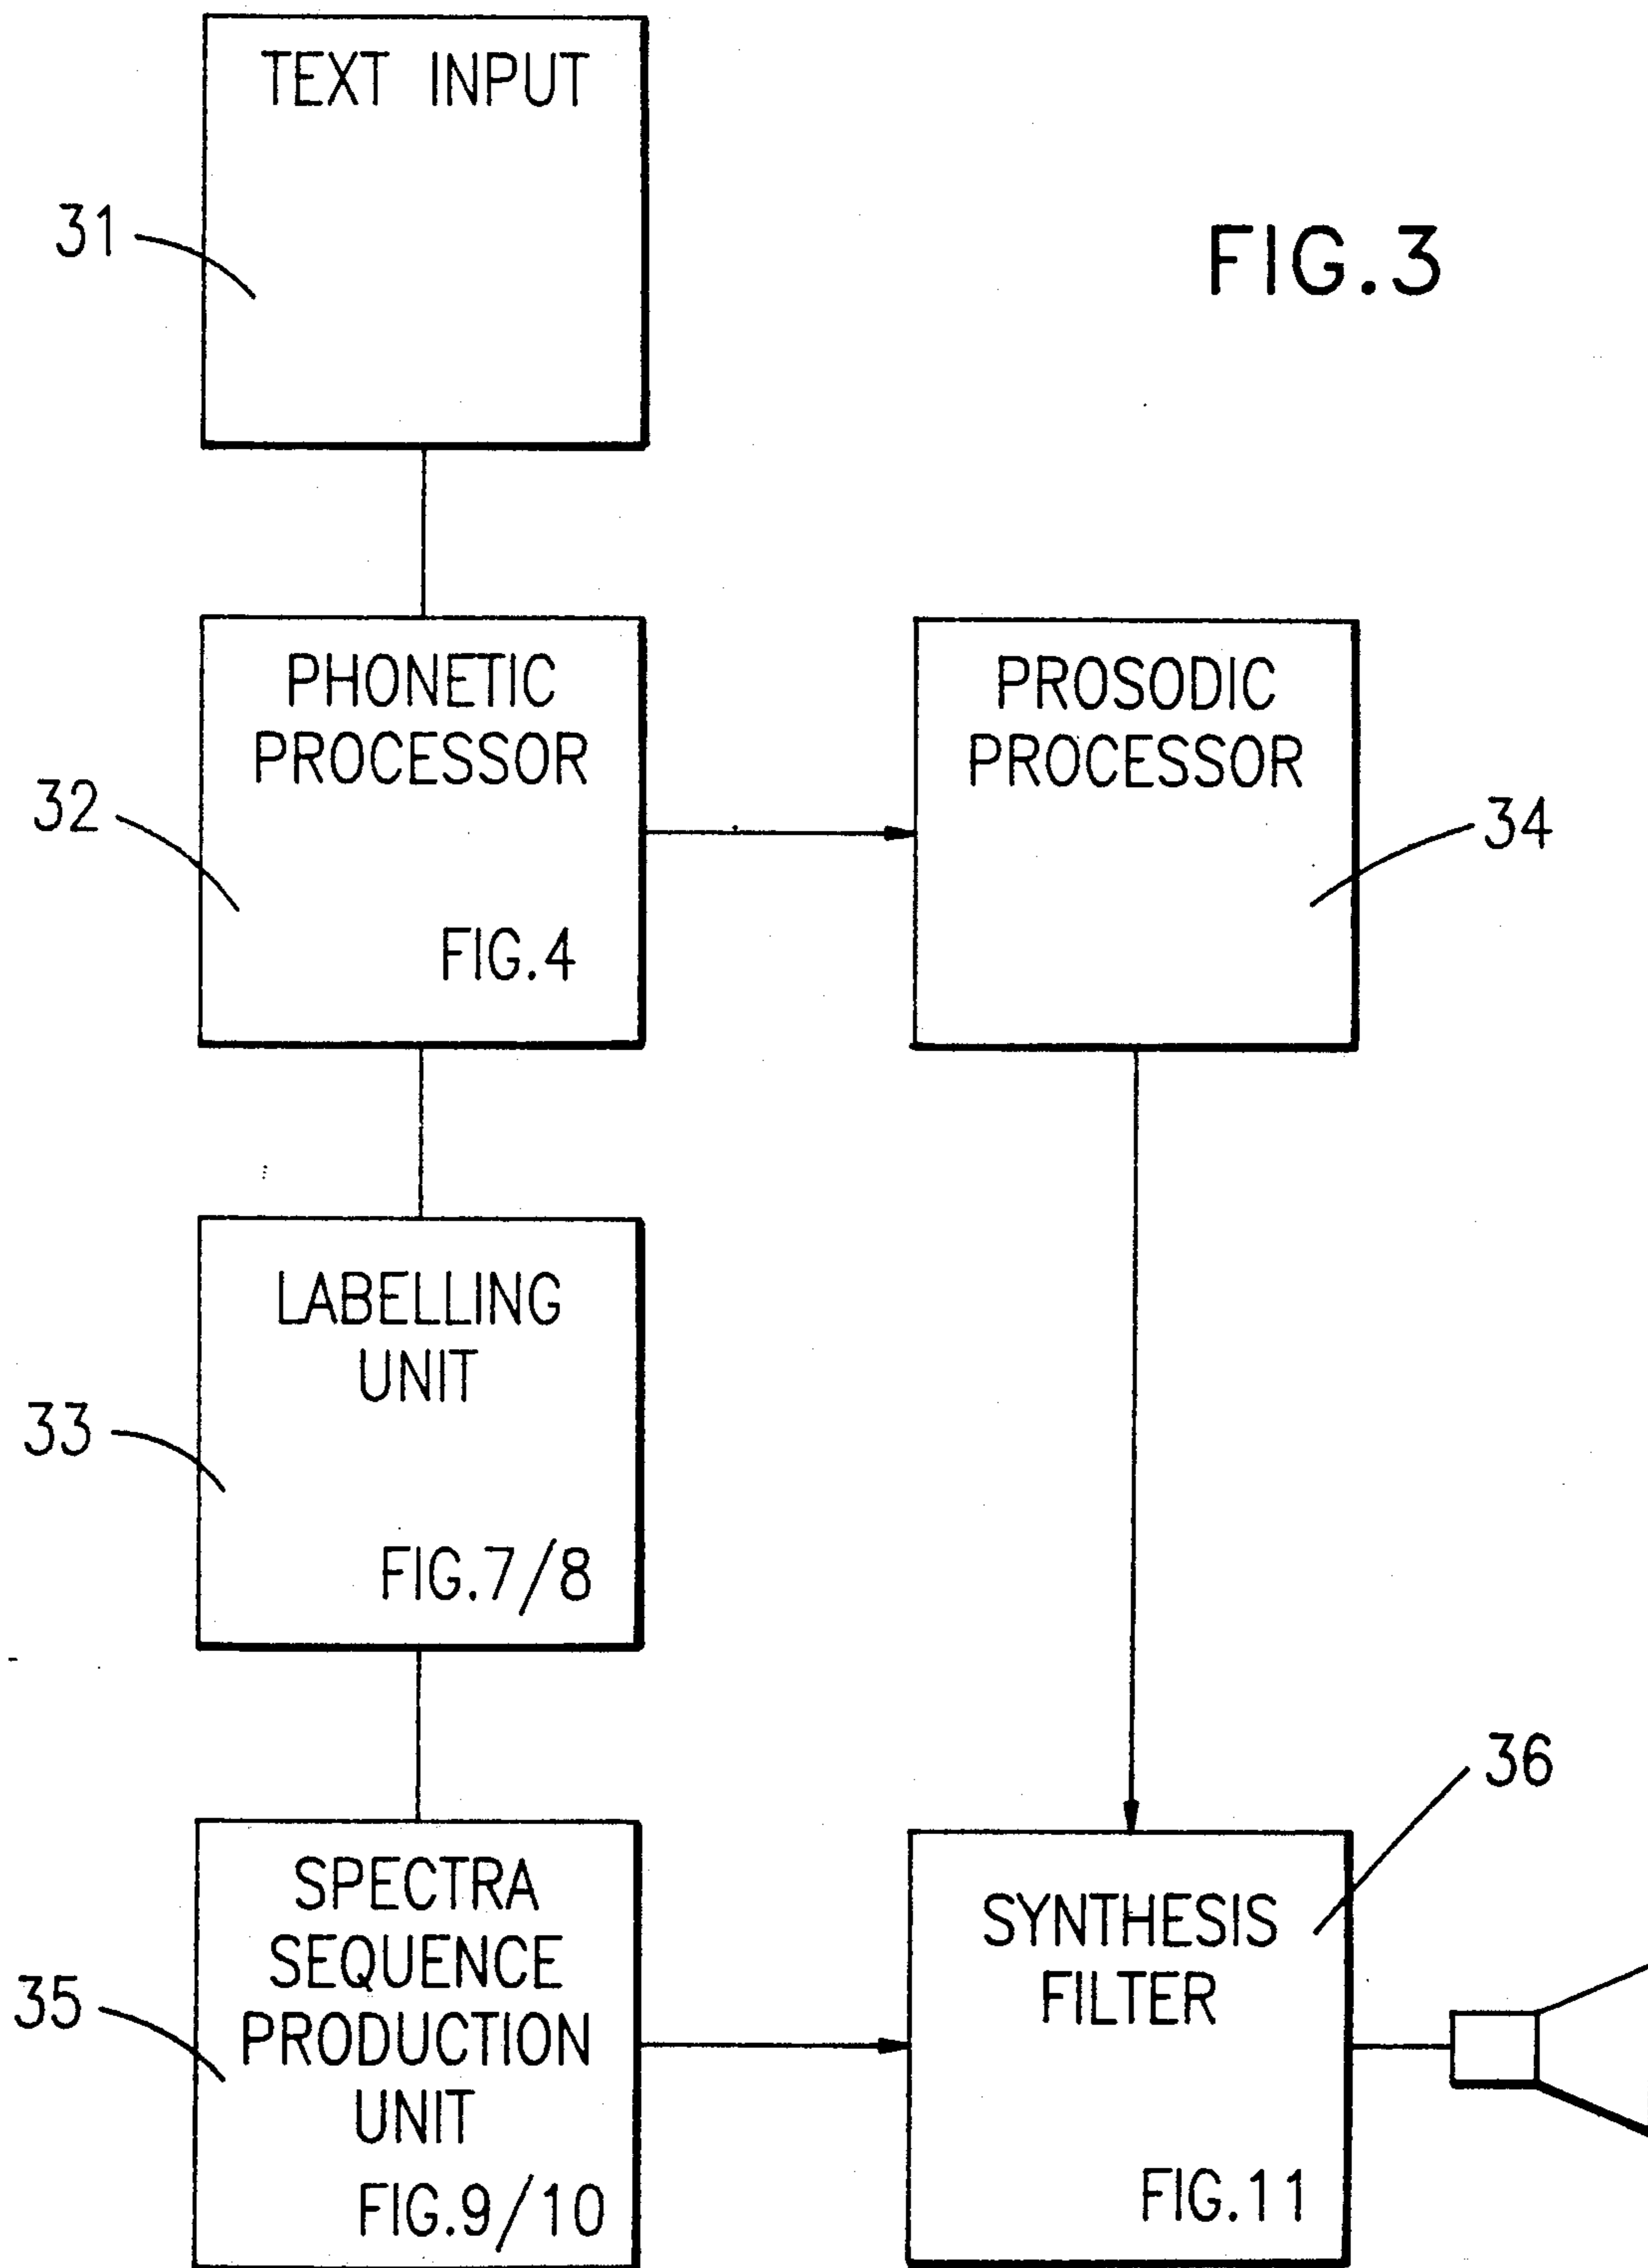 TEXT INPUT
31
FIG.3
PHONETIC
PROCESSOR
32
FIG.4
PROSODIC
PROCESSOR
34
LABELLING
UNIT
33
FIG.7/8
SPECTRA
SEQUENCE
PRODUCTION
UNIT
35
FIG.9/10
36
SYNTHESIS
FILTER
FIG.11